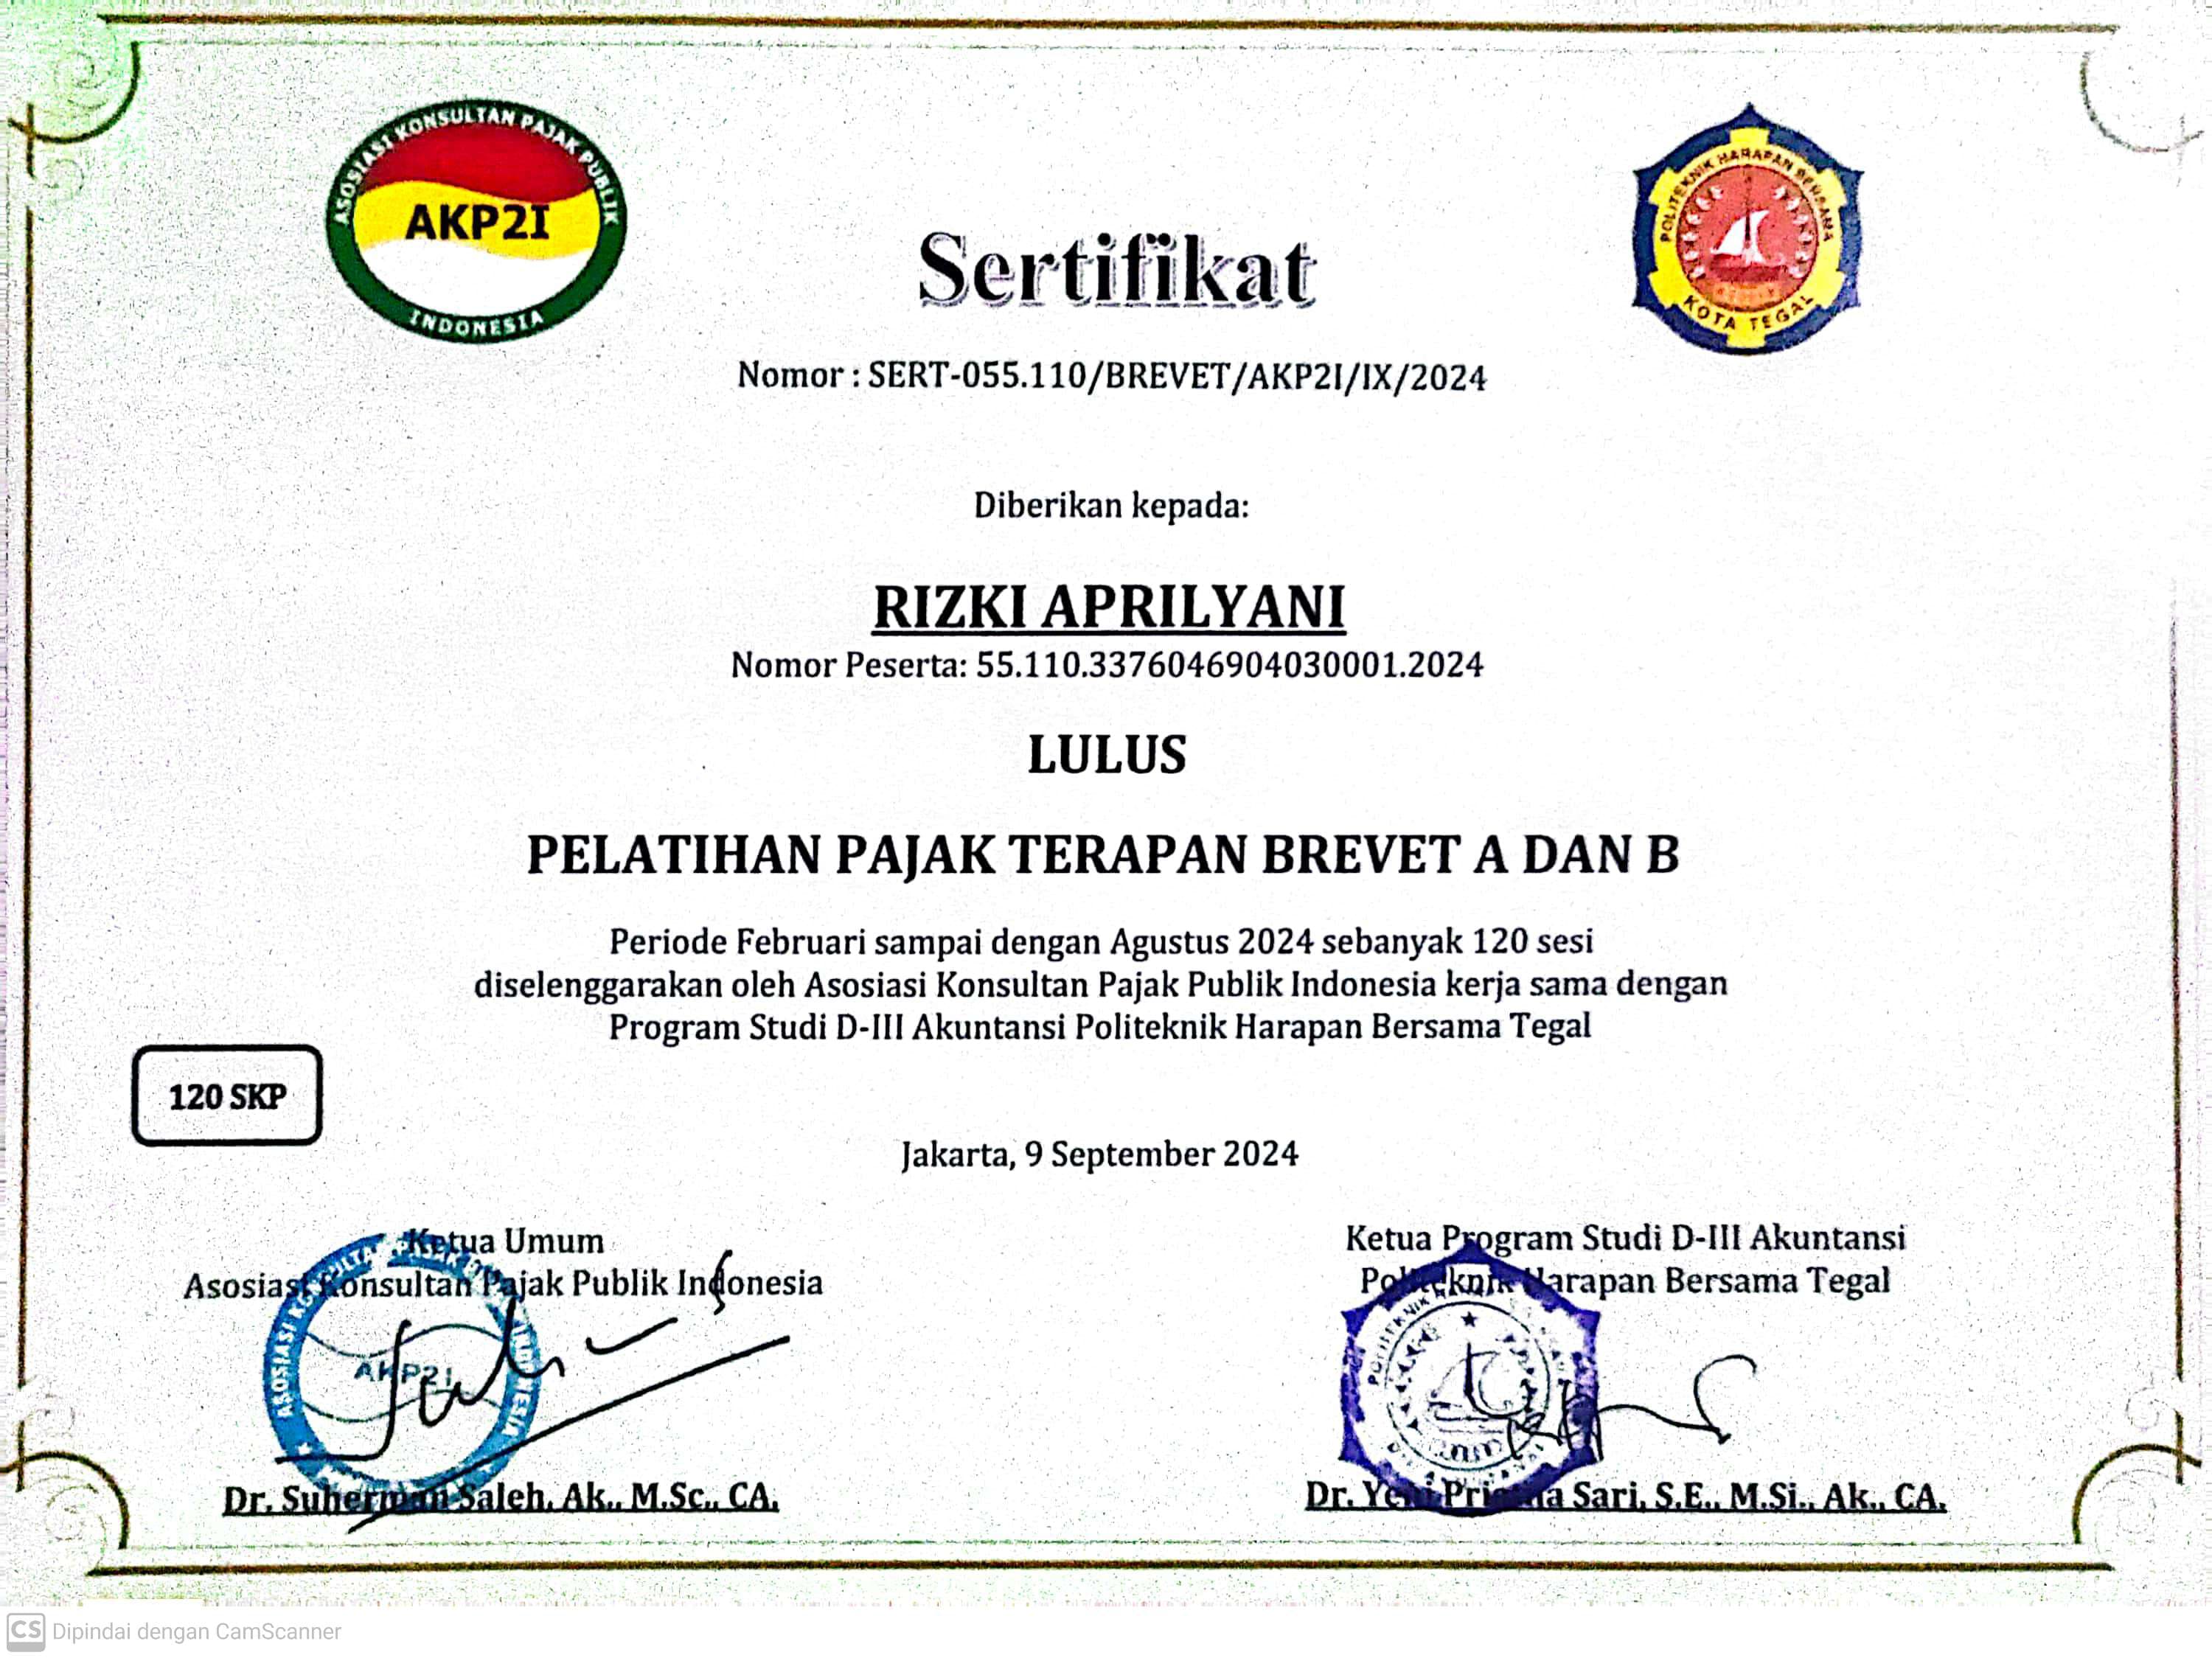 ASOSIASI KONSULTAN PAJAK PUBLIK
AKP2I
INDONESIA
POLITEKNIK HARAPAN BERSAMA
KOTA TEGAL
Sertifikat
Nomor : SERT-055.110/BREVET/AKP2I/IX/2024
Diberikan kepada:
RIZKI APRILYANI
Nomor Peserta: 55.110.3376046904030001.2024
LULUS
PELATIHAN PAJAK TERAPAN BREVET A DAN B
Periode Februari sampai dengan Agustus 2024 sebanyak 120 sesi
diselenggarakan oleh Asosiasi Konsultan Pajak Publik Indonesia kerja sama dengan
Program Studi D-III Akuntansi Politeknik Harapan Bersama Tegal
120 SKP
Jakarta, 9 September 2024
Ketua Umum
Asosiasi Konsultan Pajak Publik Indonesia
AKP2I
Dr. Suherman Saleh, Ak., M.Sc., CA.
Ketua Program Studi D-III Akuntansi
Politeknik Harapan Bersama Tegal
Dr. Yeni Priatna Sari, S.E., M.Si., Ak., CA.
CS Dipindai dengan CamScanner